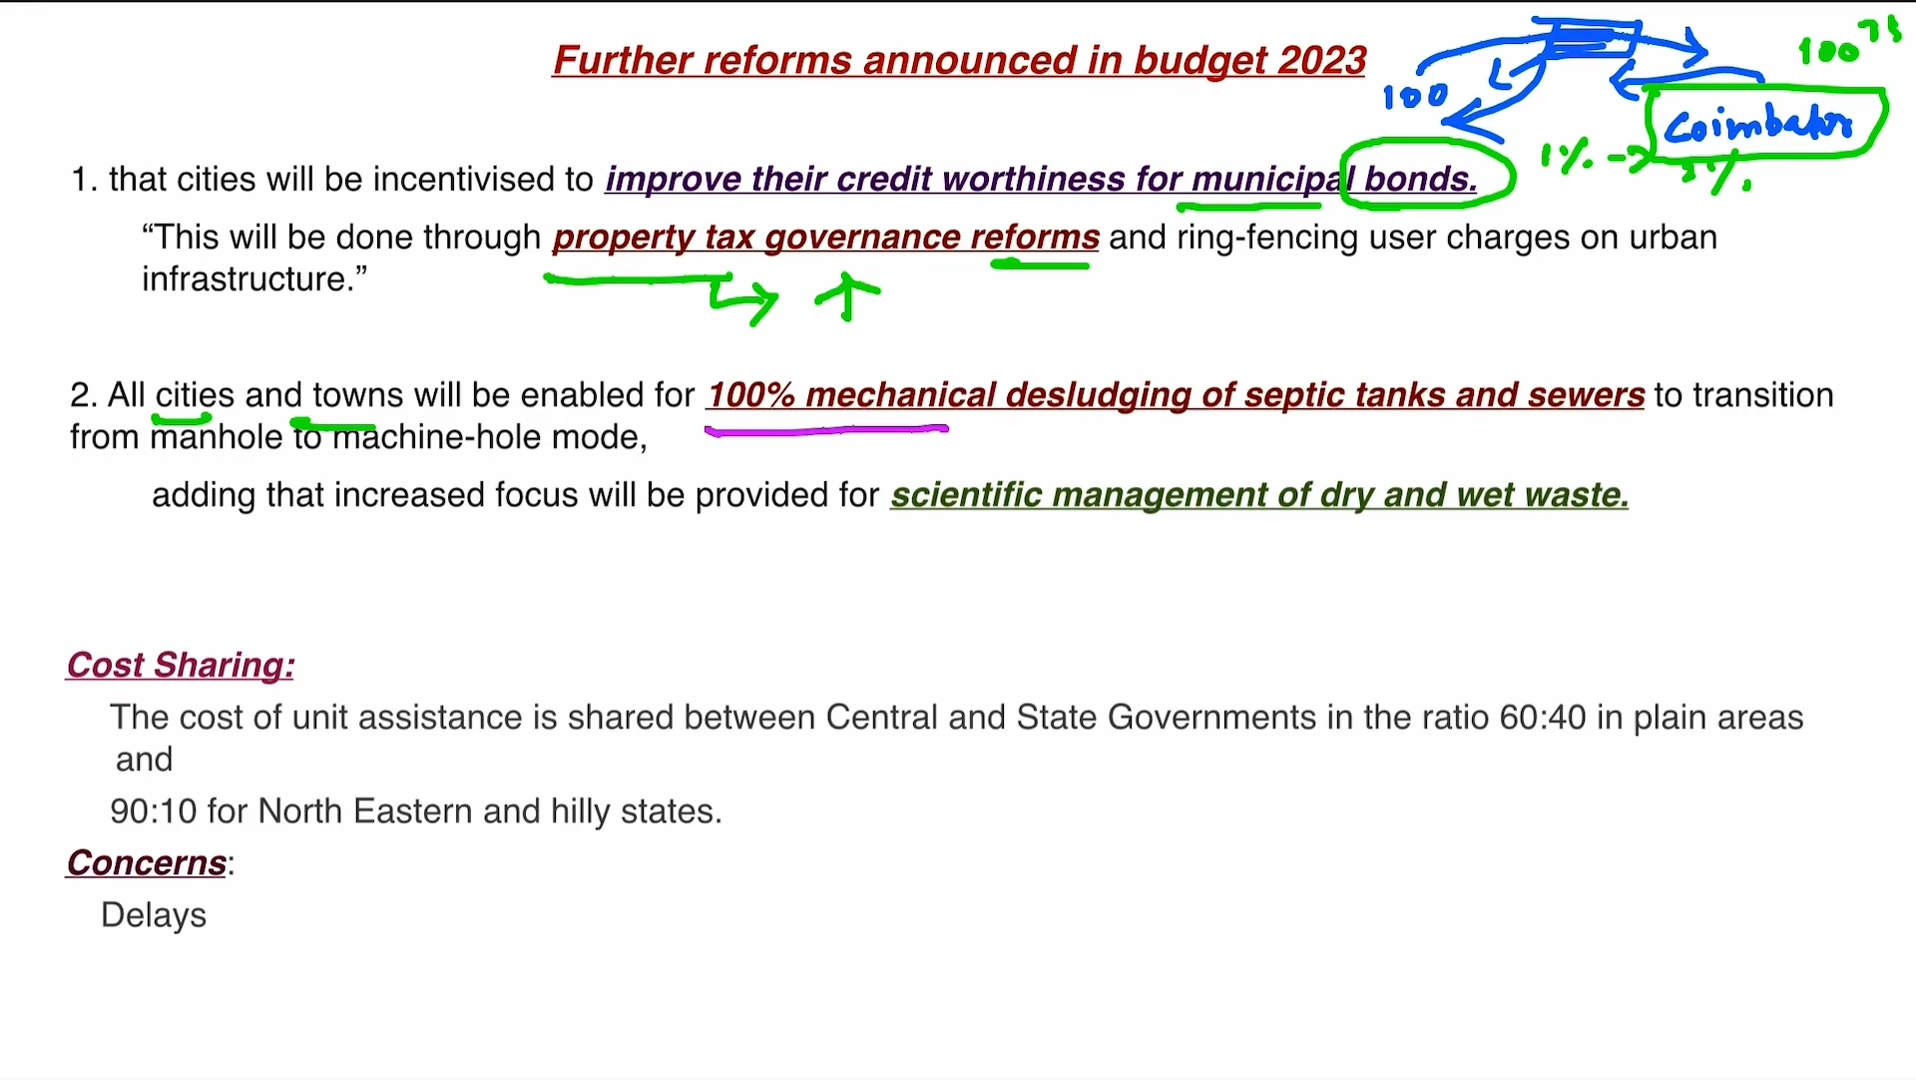 Further reforms announced in budget 2023
100
100
Coimbator
1% →
1. that cities will be incentivised to improve their credit worthiness for municipal bonds.
“This will be done through property tax governance reforms and ring-fencing user charges on urban
infrastructure.”
2. All cities and towns will be enabled for 100% mechanical desludging of septic tanks and sewers to transition
from manhole to machine-hole mode,
adding that increased focus will be provided for scientific management of dry and wet waste.
Cost Sharing:
The cost of unit assistance is shared between Central and State Governments in the ratio 60:40 in plain areas
and
90:10 for North Eastern and hilly states.
Concerns:
Delays